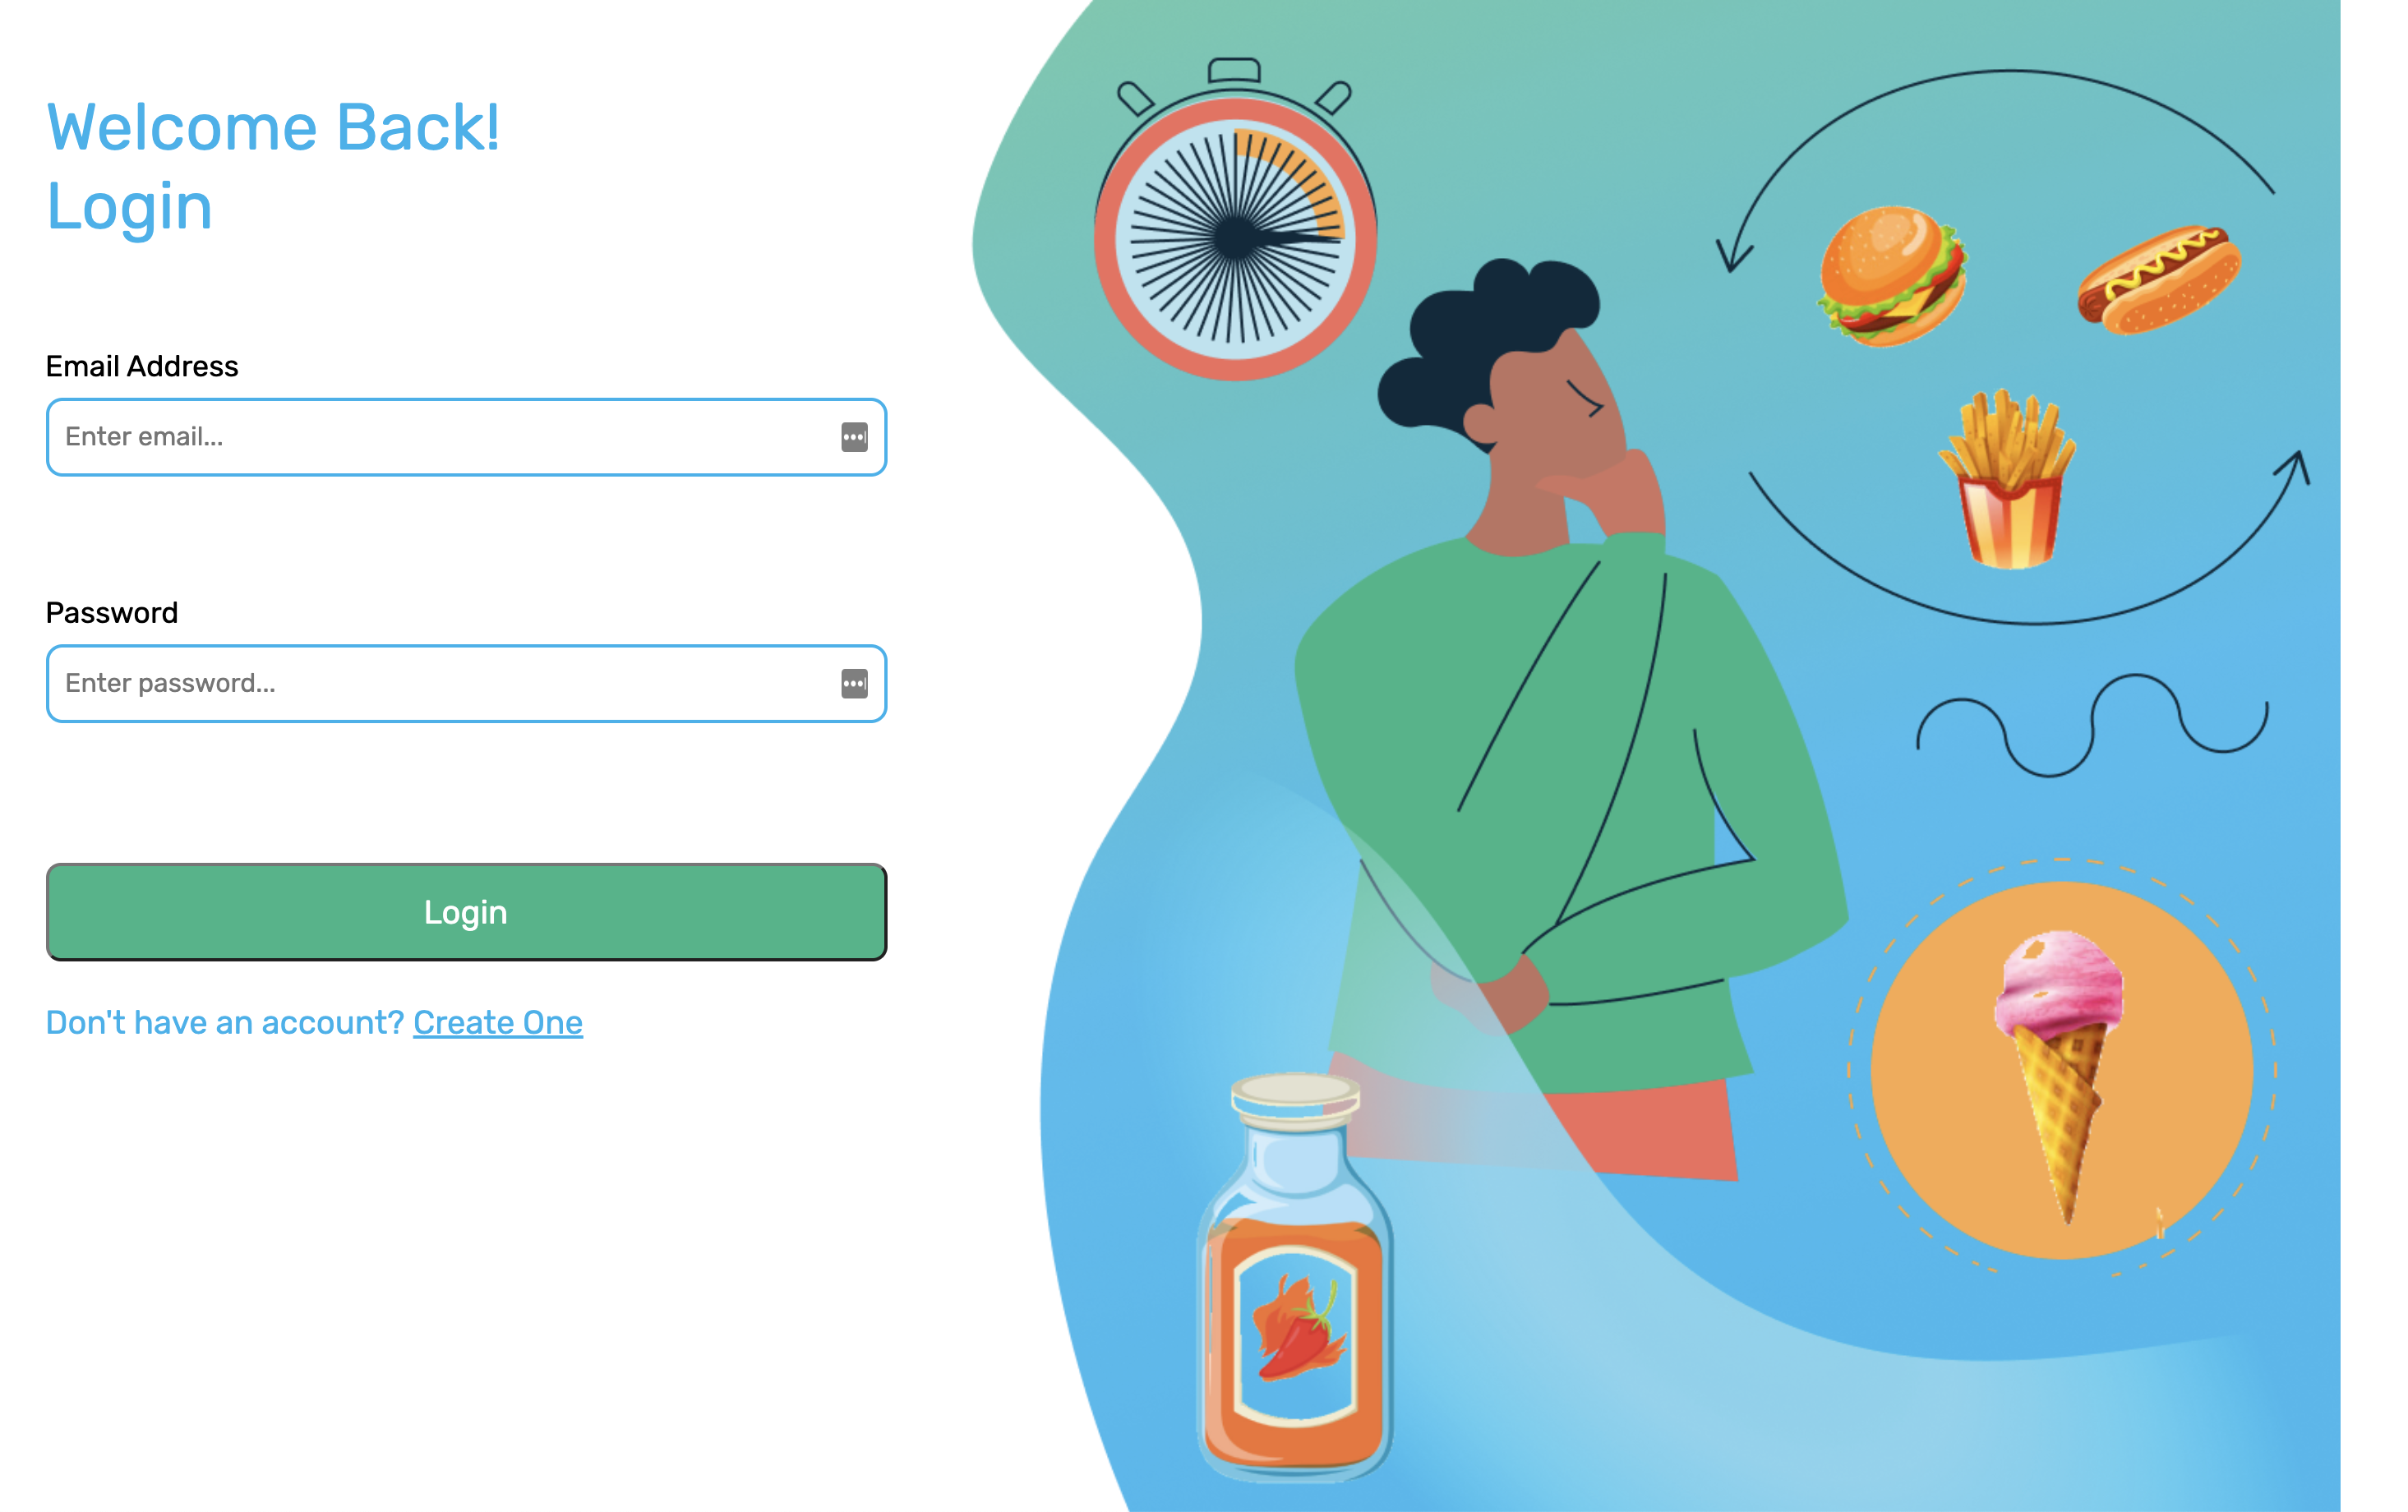 Welcome Back!
Login
Email Address
Enter email...
Password
Enter password...
Login
Don't have an account? Create One